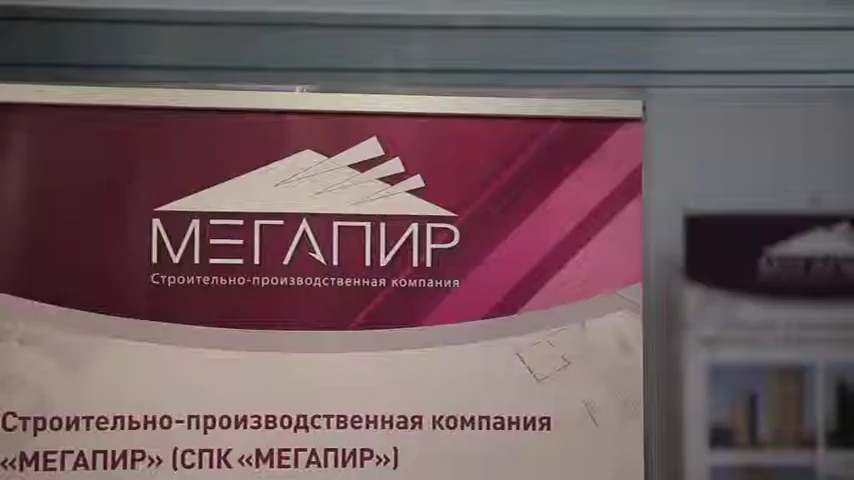 МЕГАПИР
Строительно-производственная компания
Строительно-производственная компания
«МЕГАПИР» (СПК «МЕГАПИР»)